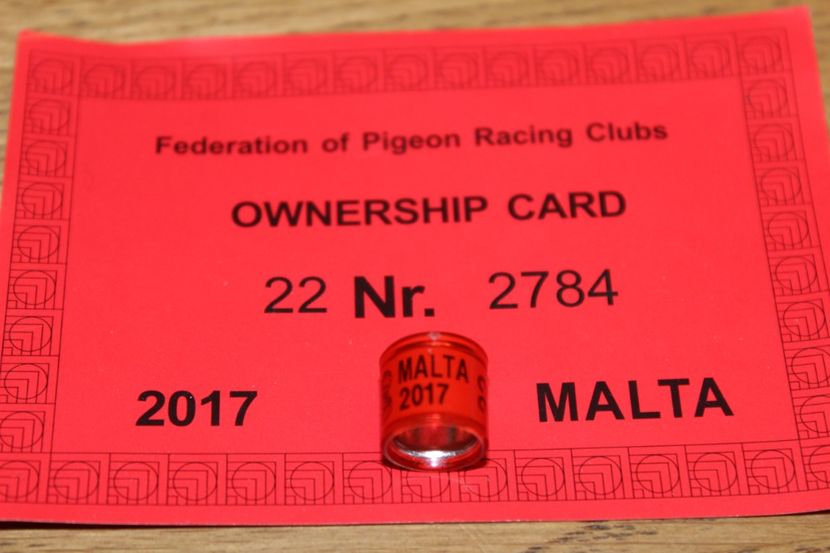 Federation of Pigeon Racing Clubs
OWNERSHIP CARD
22 Nr. 2784
2017 MALTA
MALTA
2017